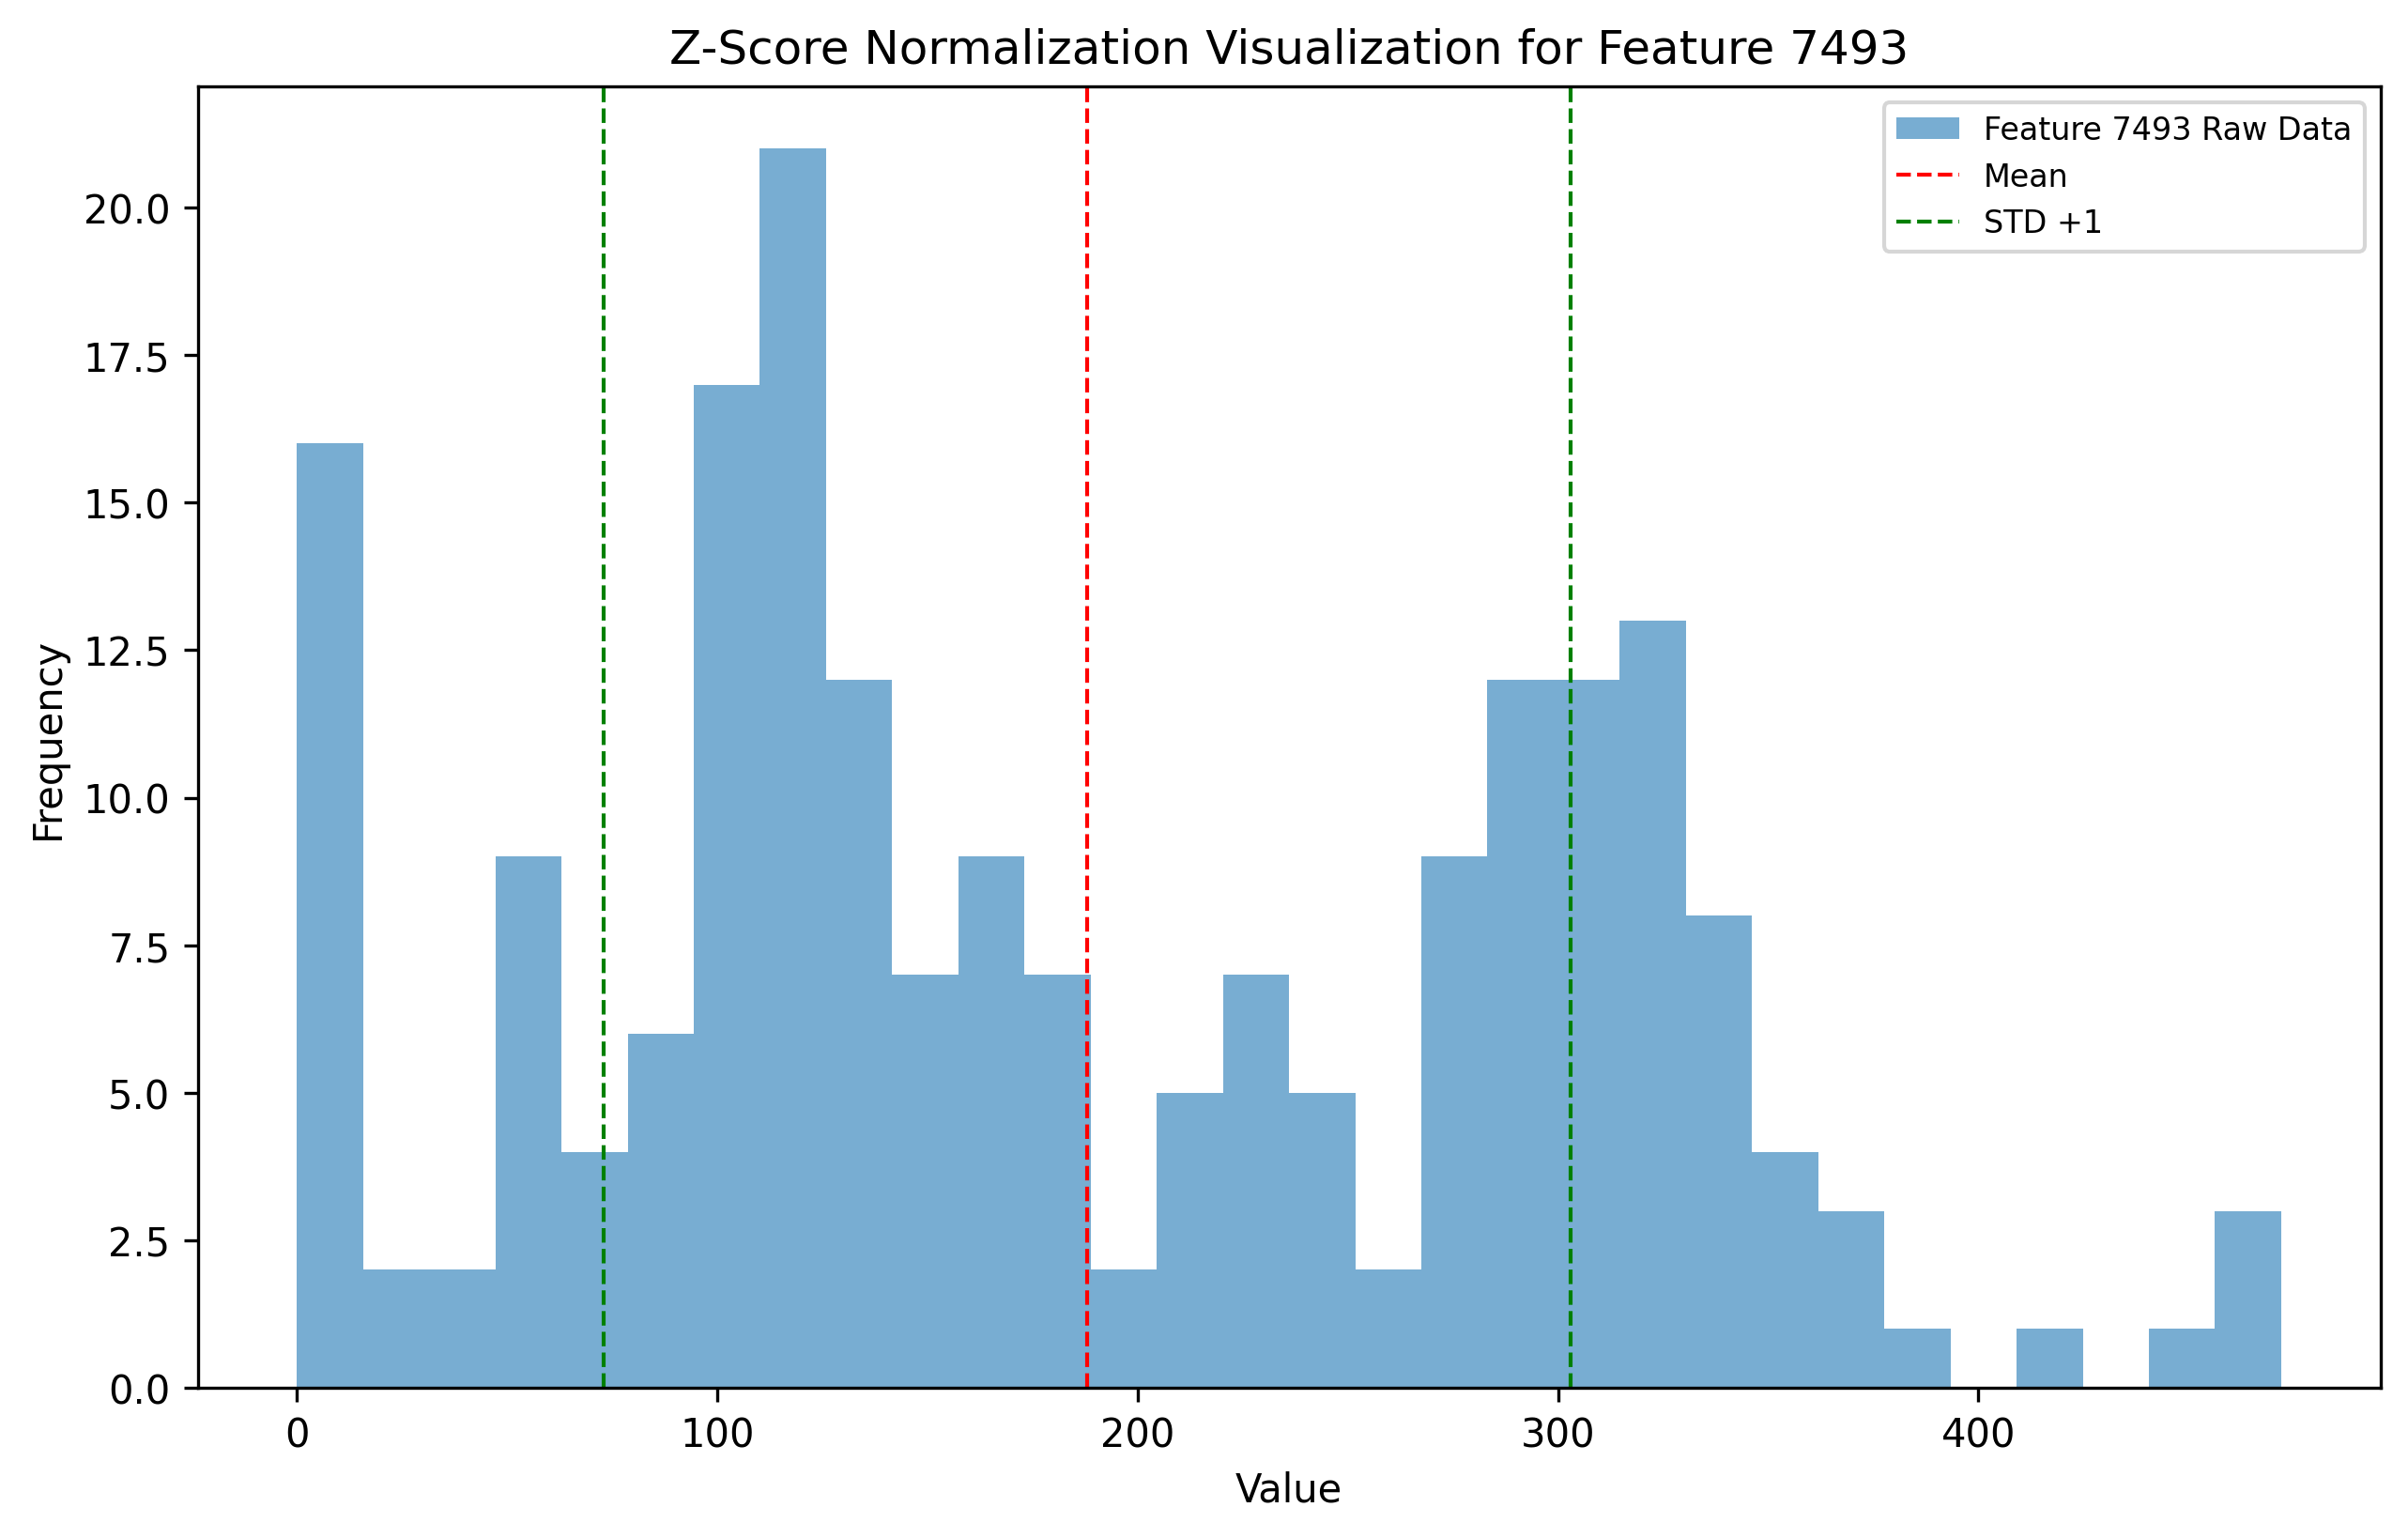 Z-Score Normalization Visualization for Feature 7493
Feature 7493 Raw Data
Mean
STD +1
Frequency
20.0
17.5
15.0
12.5
10.0
7.5
5.0
2.5
0.0
0 100 200 300 400
Value